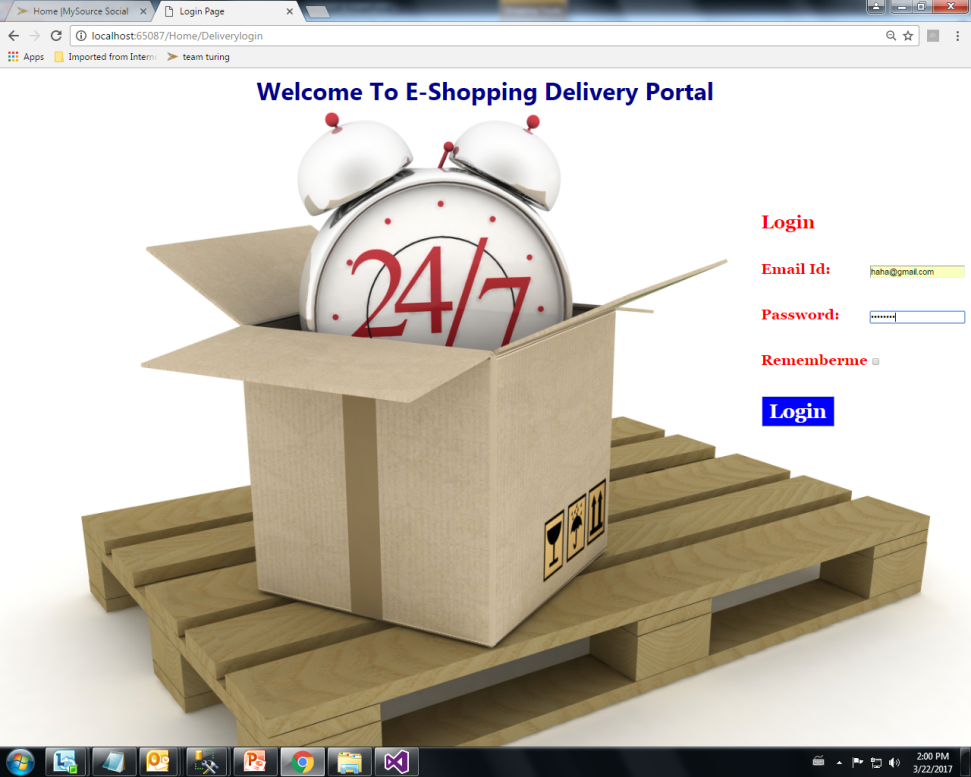 Home |MySource Social
Login Page
localhost:65087/Home/Deliverylogin
Apps
Imported from Intern
team turing
Welcome To E-Shopping Delivery Portal
24/7
Login
Email Id:
haha@gmail.com
Password:
••••••••
Rememberme
Login
2:00 PM
3/22/2017